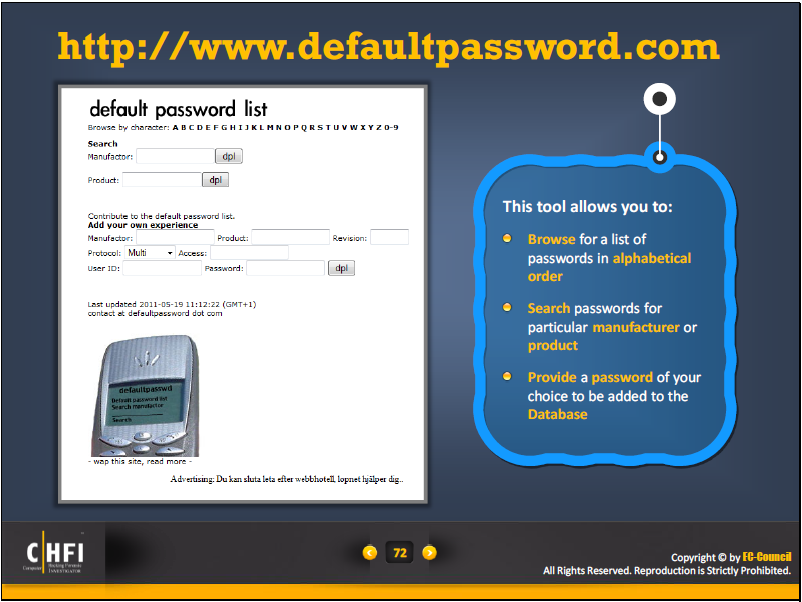 http://www.defaultpassword.com
default password list
Browse by character: A B C D E F G H I J K L M N O P Q R S T U V W X Y Z 0-9
Search
Manufactor: dpl
Product: dpl
Contribute to the default password list.
Add your own experience
Manufactor: Product: Revision:
Protocol: Multi Access:
User ID: Password: dpl
Last updated 2011-05-19 11:12:22 (GMT+1)
contact at defaultpassword dot com
defaultpasswd
Default password list
Search manufactor
Search
- wap this site, read more -
Advertising: Du kan sluta leta efter webbhotell, lopnet hjälper dig..
This tool allows you to:
Browse for a list of
passwords in alphabetical
order
Search passwords for
particular manufacturer or
product
Provide a password of your
choice to be added to the
Database
CHFI
Computer Hacking Forensic
INVESTIGATOR
72
Copyright © by EC-Council
All Rights Reserved. Reproduction is Strictly Prohibited.